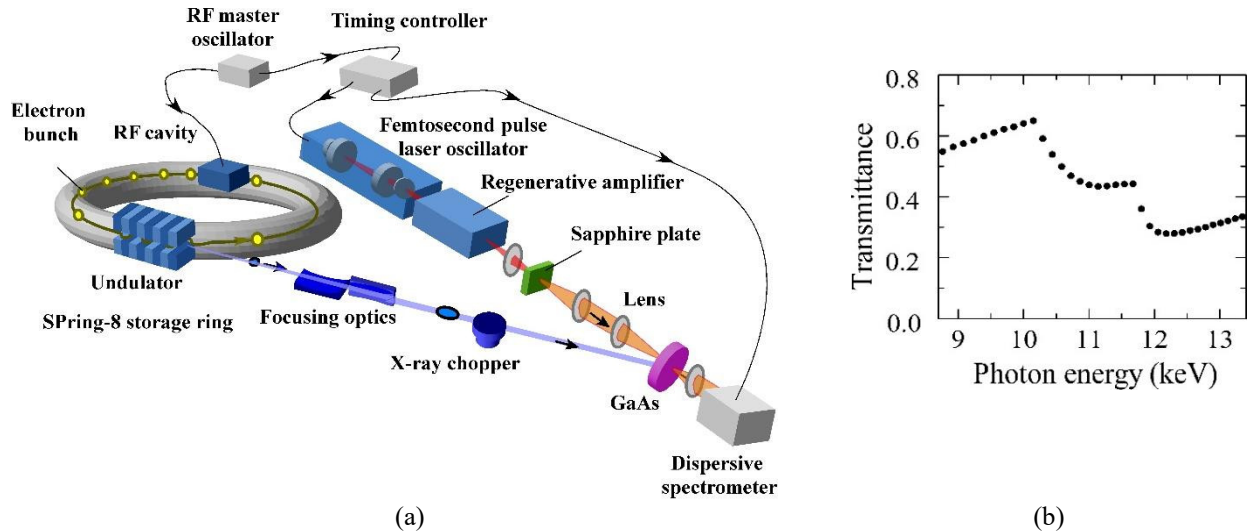 RF master
oscillator
Timing controller
Electron
bunch
RF cavity
Femtosecond pulse
laser oscillator
Regenerative amplifier
Sapphire plate
Lens
Undulator
SPring-8 storage ring
Focusing optics
X-ray chopper
GaAs
Dispersive
spectrometer
(a)
Transmittance
0.8
0.6
0.4
0.2
0.0
9 10 11 12 13
Photon energy (keV)
(b)